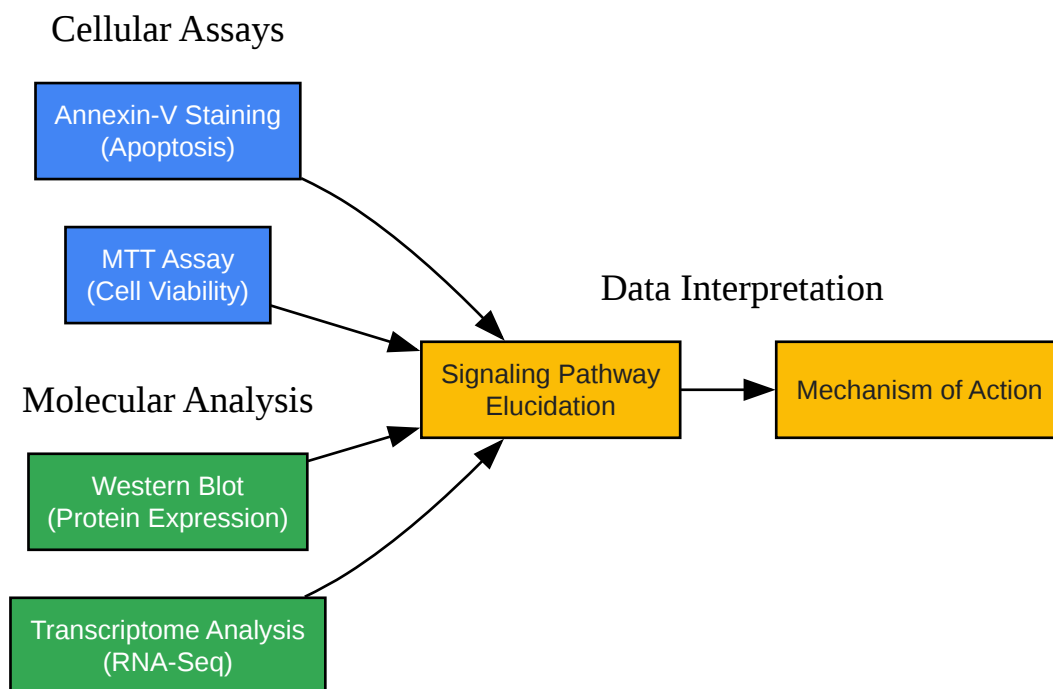 Cellular Assays
Annexin-V Staining
(Apoptosis)
MTT Assay
(Cell Viability)
Molecular Analysis
Western Blot
(Protein Expression)
Transcriptome Analysis
(RNA-Seq)
Data Interpretation
Signaling Pathway
Elucidation
Mechanism of Action